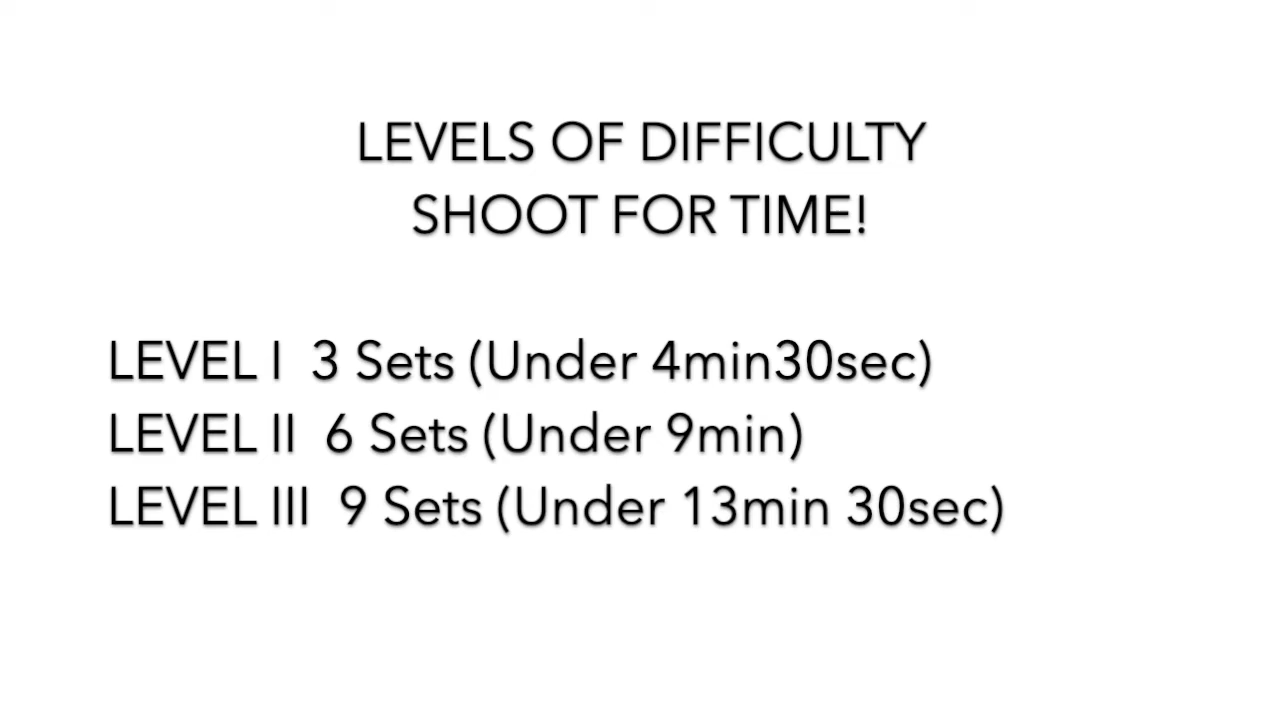 LEVELS OF DIFFICULTY
SHOOT FOR TIME!
LEVEL I  3 Sets (Under 4min30sec)
LEVEL II  6 Sets (Under 9min)
LEVEL III  9 Sets (Under 13min 30sec)